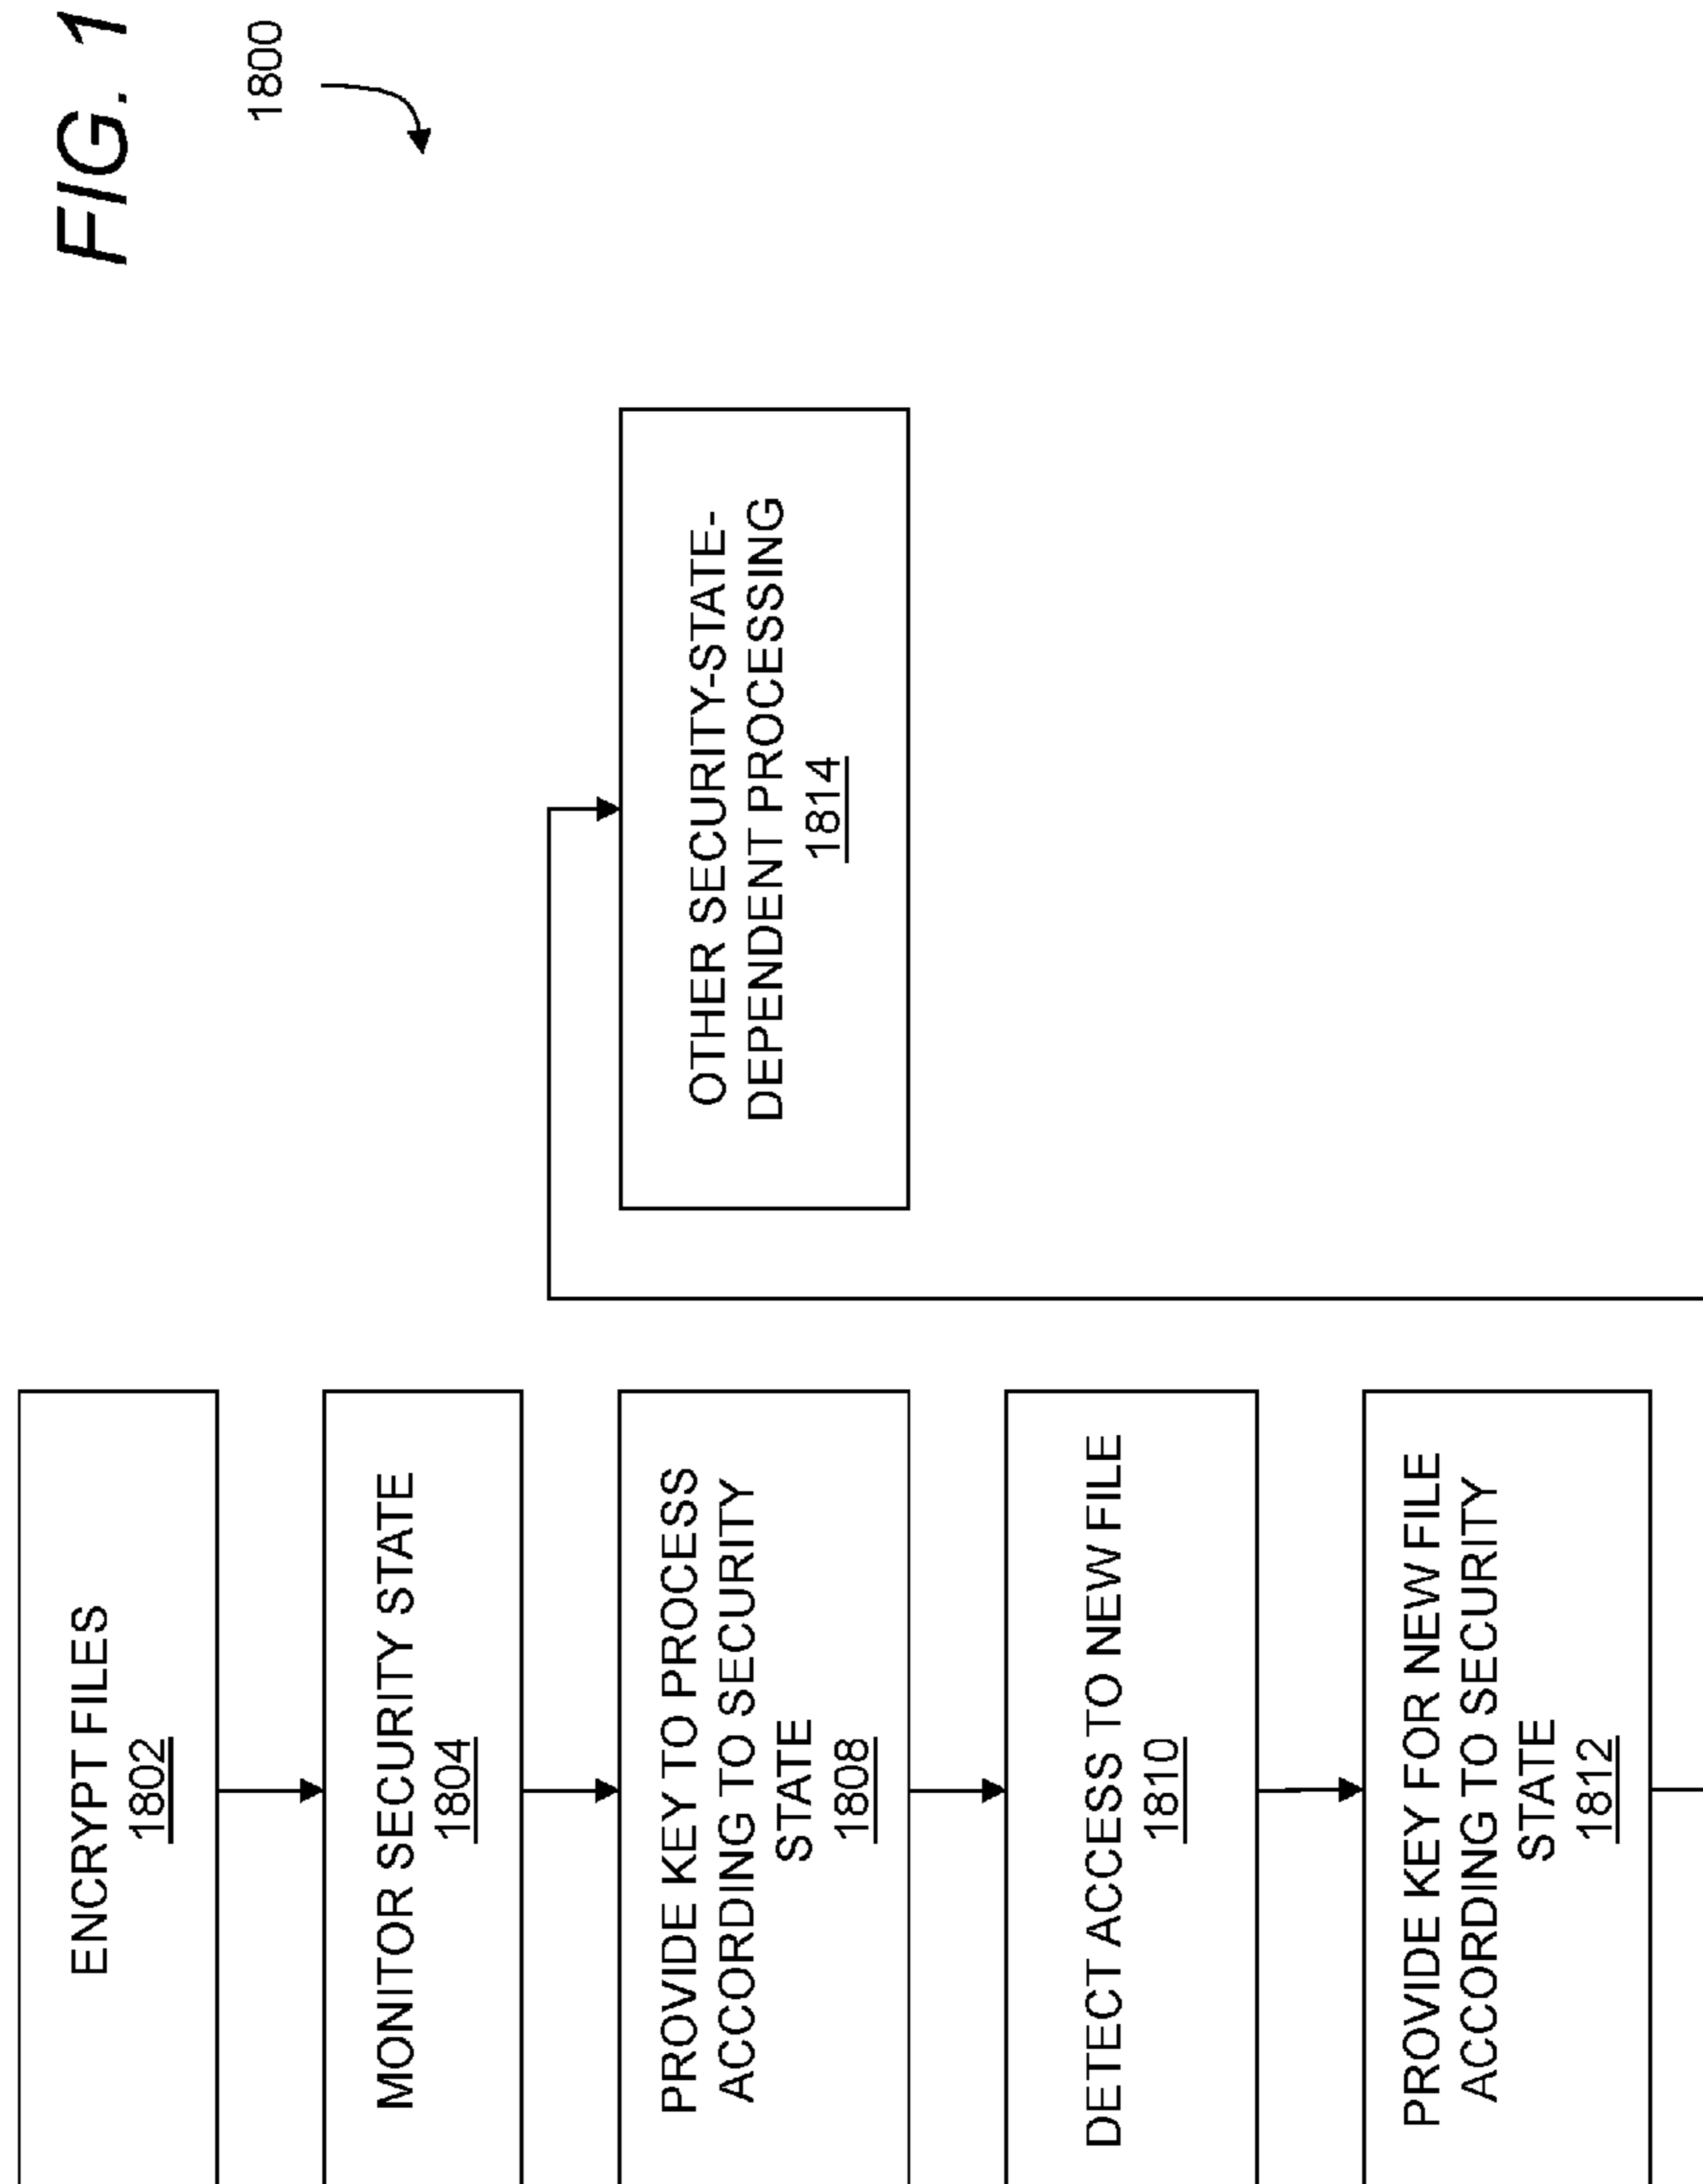 FIG. 1
1800
ENCRYPT FILES
1802
MONITOR SECURITY STATE
1804
PROVIDE KEY TO PROCESS
ACCORDING TO SECURITY
STATE
1808
DETECT ACCESS TO NEW FILE
1810
PROVIDE KEY FOR NEW FILE
ACCORDING TO SECURITY
STATE
1812
OTHER SECURITY-STATE-
DEPENDENT PROCESSING
1814